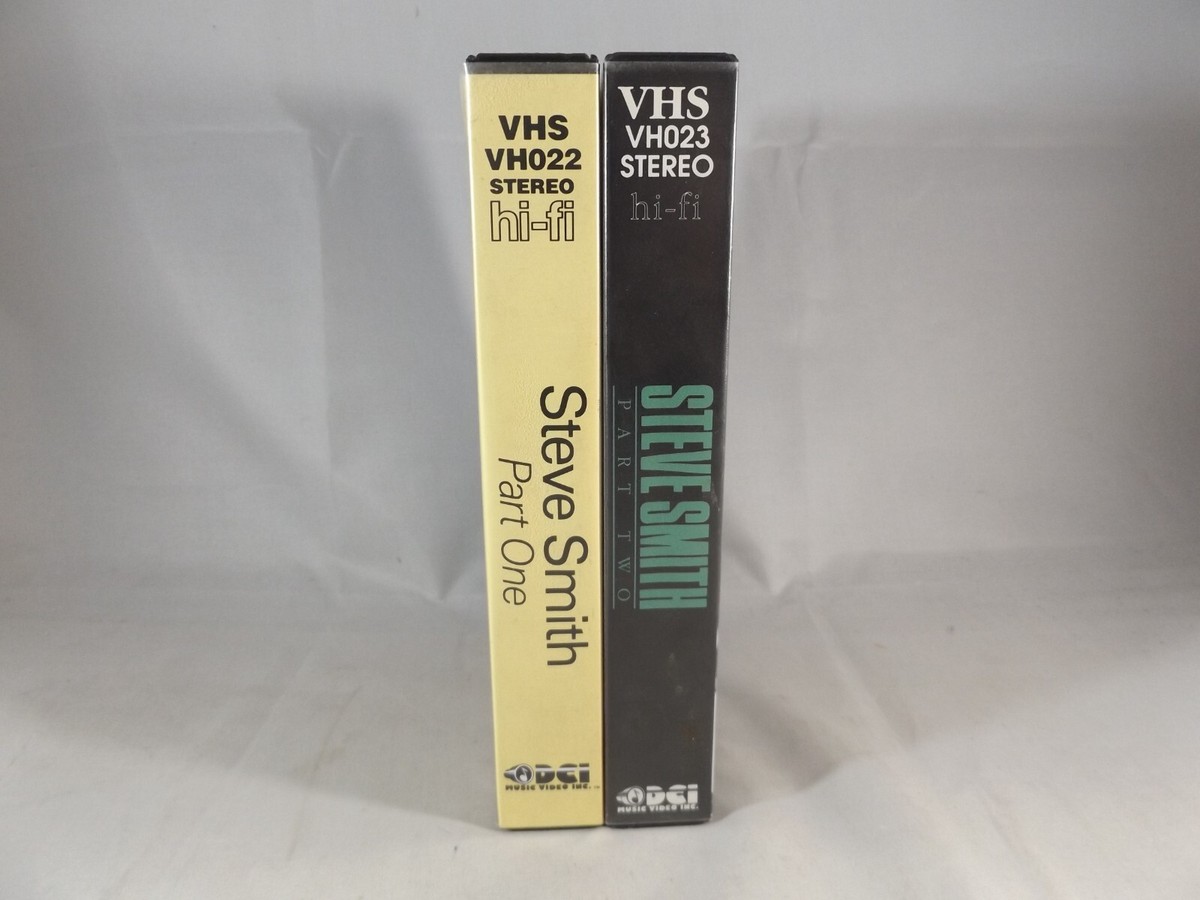 VHS
VH022
STEREO
hi-fi
Steve Smith
Part One
DCI
MUSIC VIDEO INC.™
VHS
VH023
STEREO
hi-fi
STEVE SMITH
PART TWO
DCI
MUSIC VIDEO INC.